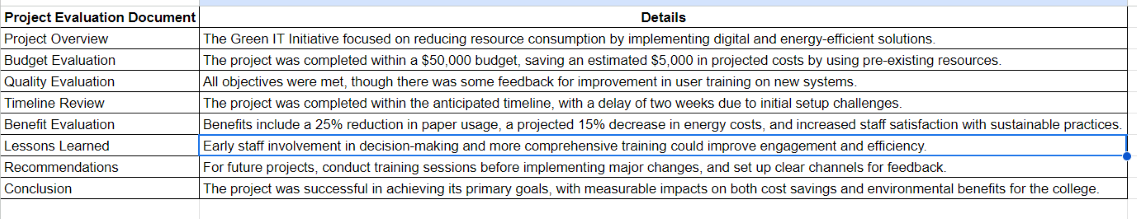 Project Evaluation Document Details
Project Overview The Green IT Initiative focused on reducing resource consumption by implementing digital and energy-efficient solutions.
Budget Evaluation The project was completed within a $50,000 budget, saving an estimated $5,000 in projected costs by using pre-existing resources.
Quality Evaluation All objectives were met, though there was some feedback for improvement in user training on new systems.
Timeline Review The project was completed within the anticipated timeline, with a delay of two weeks due to initial setup challenges.
Benefit Evaluation Benefits include a 25% reduction in paper usage, a projected 15% decrease in energy costs, and increased staff satisfaction with sustainable practices.
Lessons Learned Early staff involvement in decision-making and more comprehensive training could improve engagement and efficiency.
Recommendations For future projects, conduct training sessions before implementing major changes, and set up clear channels for feedback.
Conclusion The project was successful in achieving its primary goals, with measurable impacts on both cost savings and environmental benefits for the college.